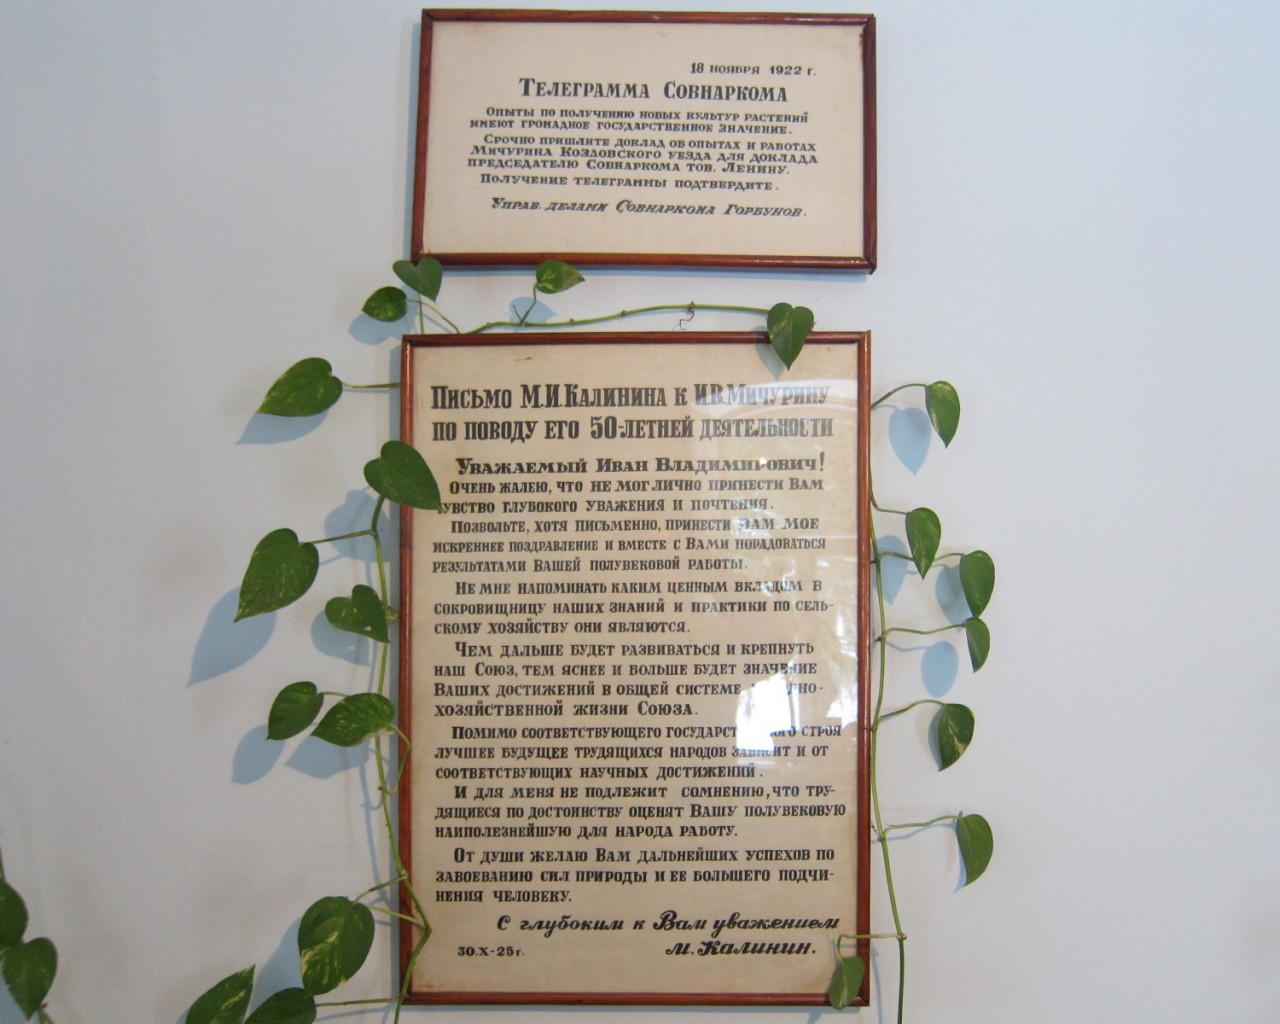 18 ноября 1922 г.
Телеграмма Совнаркома
Опыты по получению новых культур растений
имеют громадное государственное значение.
Срочно пришлите доклад об опытах и работах
Мичурина Козловского уезда для доклада
председателю Совнаркома тов. Ленину.
Получение телеграммы подтвердите.
Управ. делами Совнаркома Горбунов.
Письмо М.И.Калинина к И.В.Мичурину
по поводу его 50-летней деятельности
Уважаемый Иван Владимирович!
Очень жалею, что не мог лично принести Вам
чувство глубокого уважения и почтения.
Позвольте, хотя письменно, принести Вам мое
искреннее поздравление и вместе с Вами порадоваться
результатами Вашей полувековой работы.
Не мне напоминать каким ценным вкладом в
сокровищницу наших знаний и практики по сель-
скому хозяйству они являются.
Чем дальше будет развиваться и крепнуть
наш Союз, тем яснее и больше будет значение
Ваших достижений в общей системе
хозяйственной жизни Союза.
Помимо соответствующего государственного строя
лучшее будущее трудящихся народов зависит и от
соответствующих научных достижений.
И для меня не подлежит сомнению, что тру-
дящиеся по достоинству оценят Вашу полувековую
наиполезнейшую для народа работу.
От души желаю Вам дальнейших успехов по
завоеванию сил природы и ее большего подчи-
нения человеку.
С глубоким к Вам уважением
30.X-25г. М.Калинин.